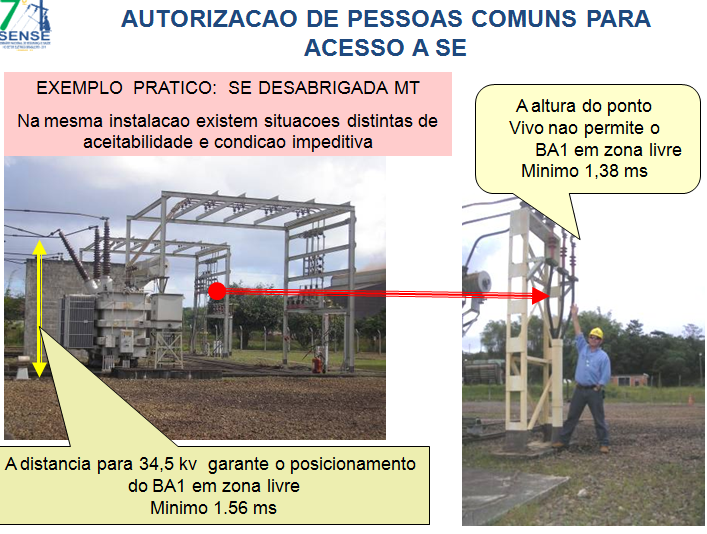 7
SENSE
AUTORIZACAO DE PESSOAS COMUNS PARA
ACESSO A SE
EXEMPLO PRATICO: SE DESABRIGADA MT
Na mesma instalacao existem situacoes distintas de
aceitabilidade e condicao impeditiva
A altura do ponto
Vivo nao permite o
BA1 em zona livre
Minimo 1,38 ms
A distancia para 34,5 kv garante o posicionamento
do BA1 em zona livre
Minimo 1.56 ms